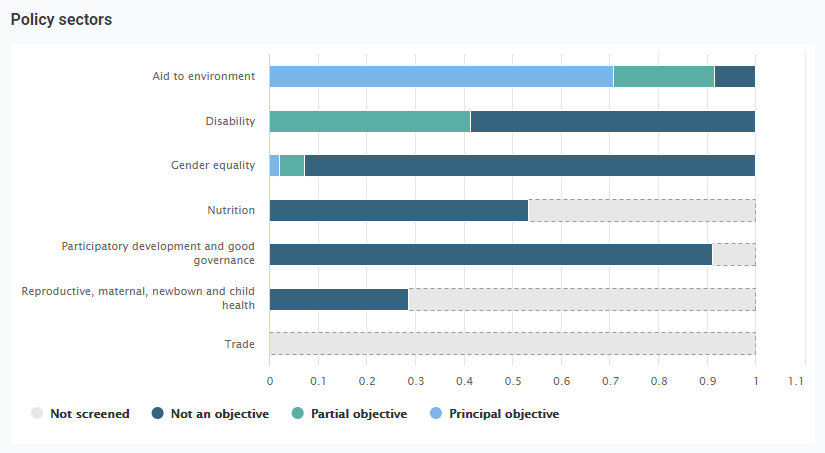 Policy sectors
Aid to environment
Disability
Gender equality
Nutrition
Participatory development and good
governance
Reproductive, maternal, newbown and child
health
Trade
0 0.1 0.2 0.3 0.4 0.5 0.6 0.7 0.8 0.9 1 1.1
Not screened Not an objective Partial objective Principal objective